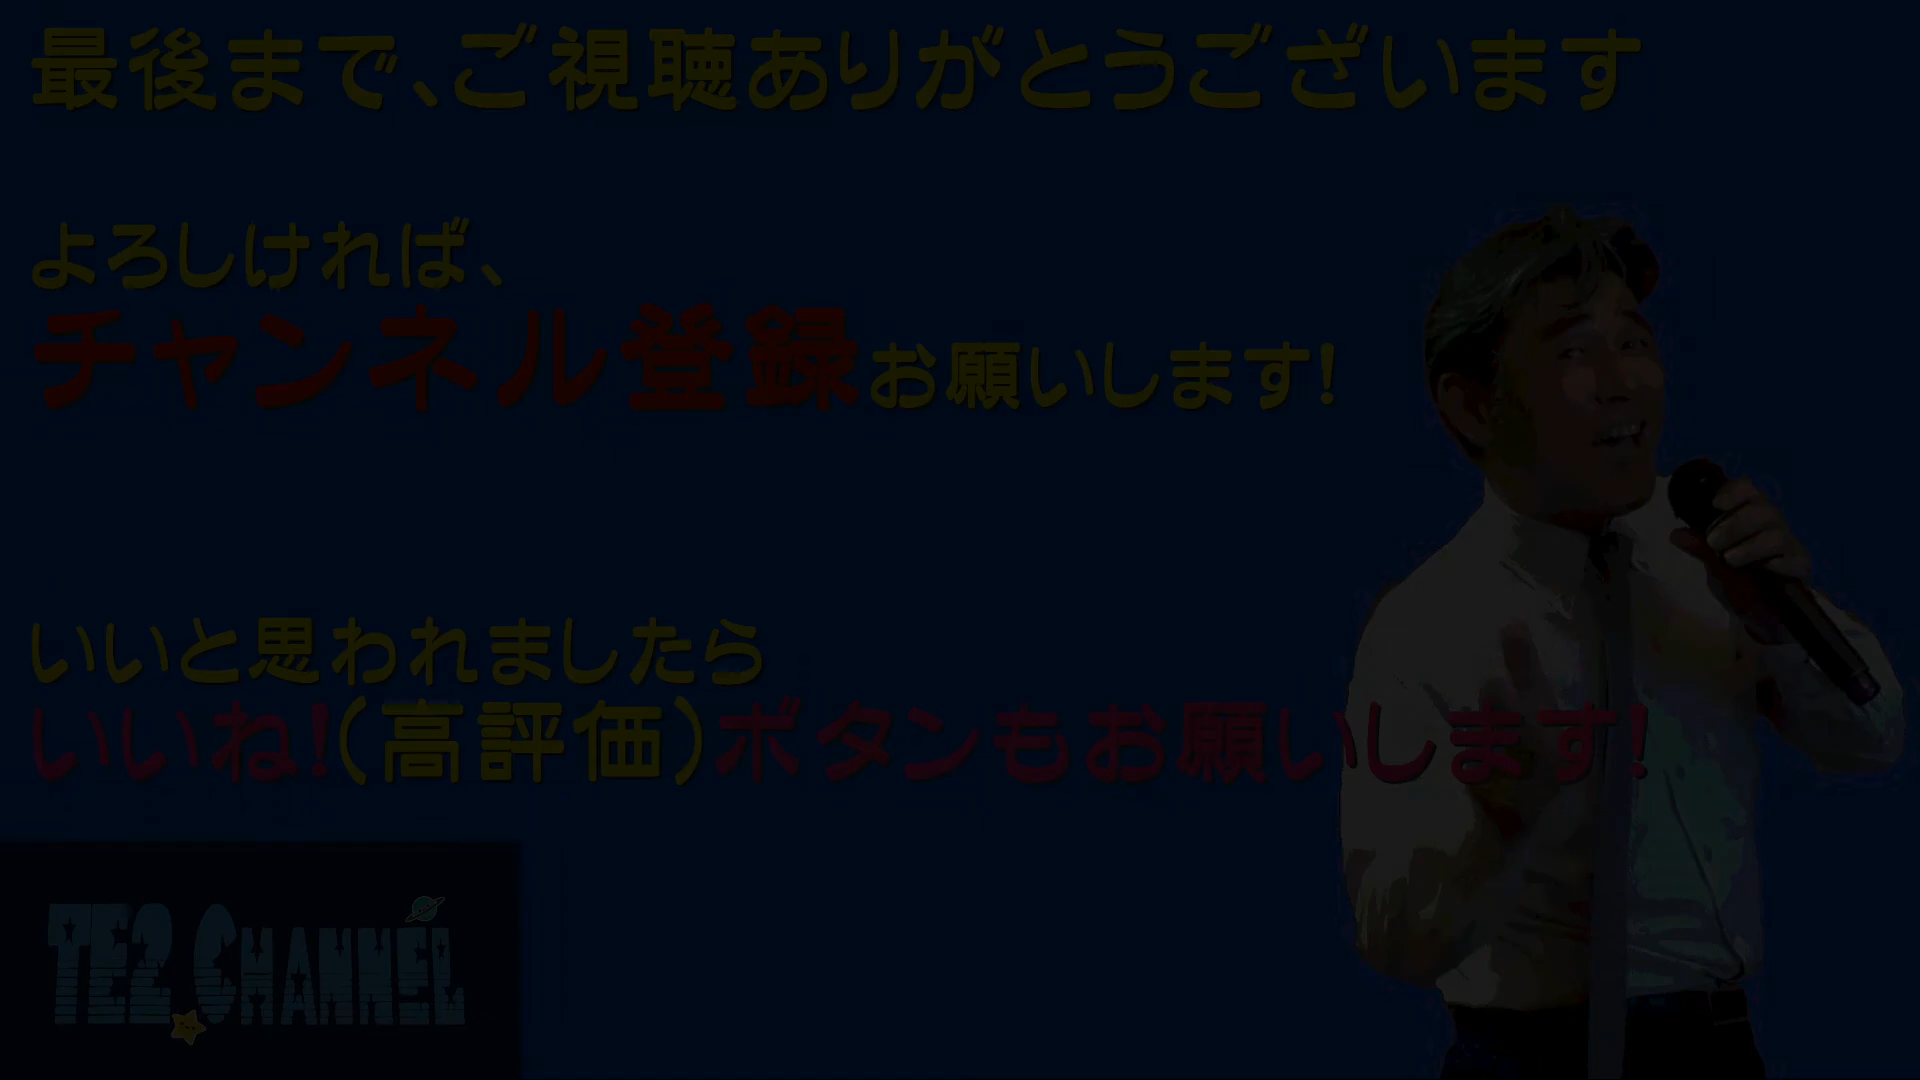 最後まで、ご視聴ありがとうございます
よろしければ、
チャンネル登録お願いします!
いいと思われましたら
いいね!(高評価)ボタンもお願いします!
TE2 CHANNEL